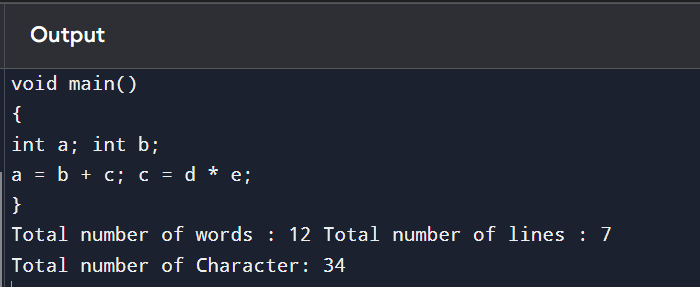 Output
void main()
{
int a; int b;
a = b + c; c = d * e;
}
Total number of words : 12 Total number of lines : 7
Total number of Character: 34